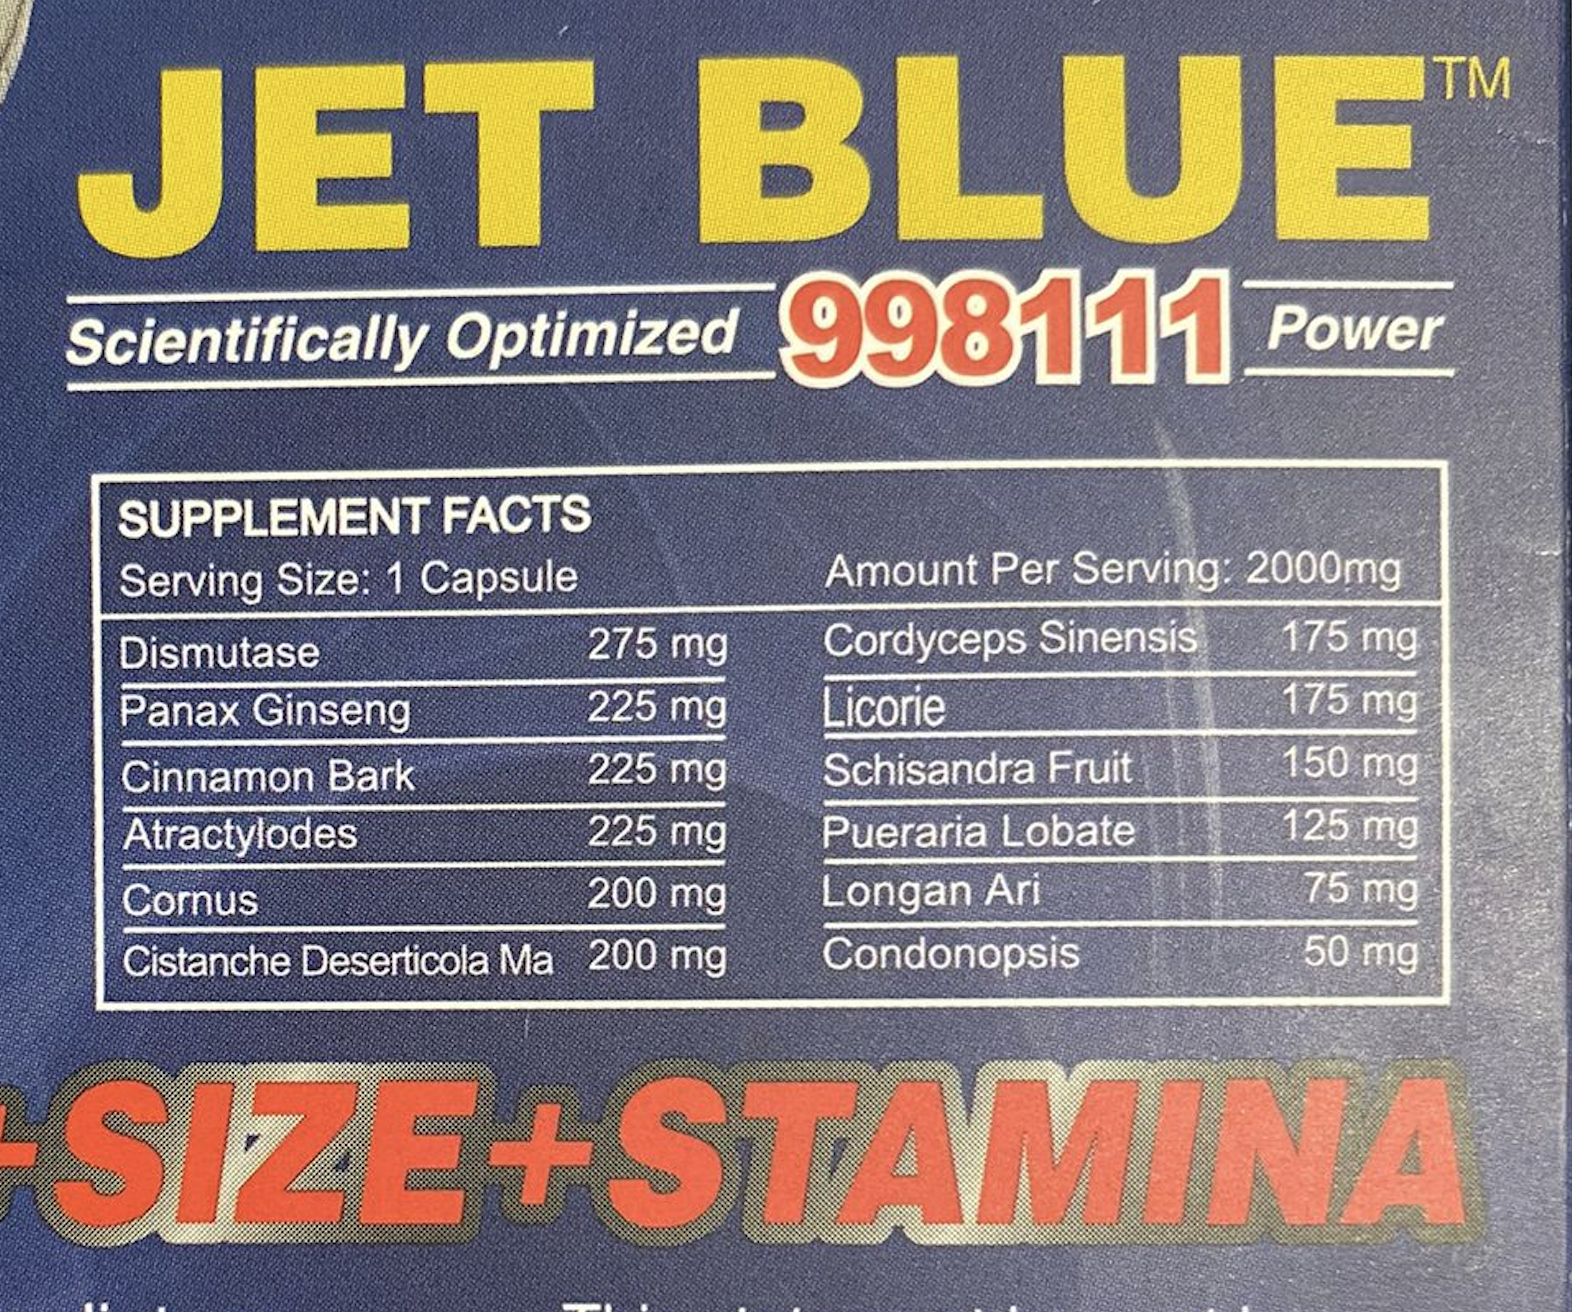 JET BLUE™
Scientifically Optimized 998111 Power
SUPPLEMENT FACTS
Serving Size: 1 Capsule Amount Per Serving: 2000mg
Dismutase 275 mg
Panax Ginseng 225 mg
Cinnamon Bark 225 mg
Atractylodes 225 mg
Cornus 200 mg
Cistanche Deserticola Ma 200 mg
Cordyceps Sinensis 175 mg
Licorie 175 mg
Schisandra Fruit 150 mg
Pueraria Lobate 125 mg
Longan Ari 75 mg
Condonopsis 50 mg
+SIZE+STAMINA